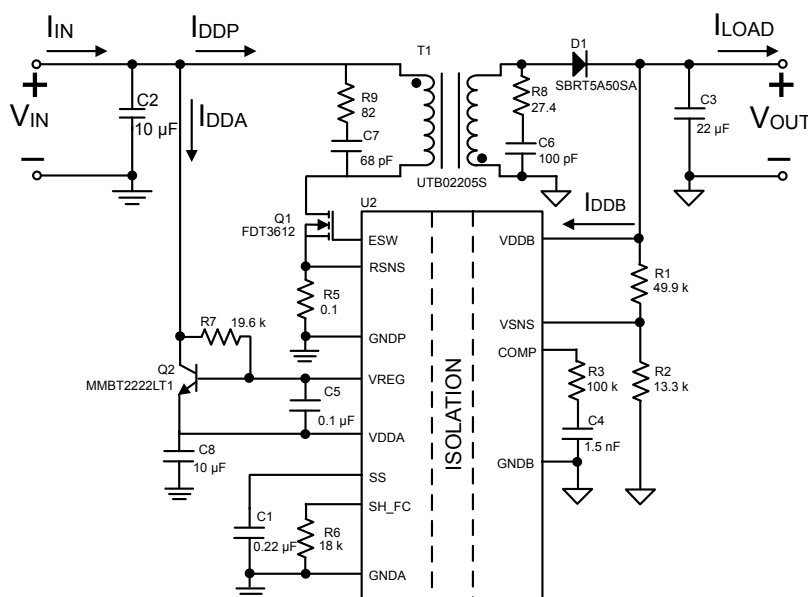 IIN
IDDP
T1
D1
ILOAD
+
+
SBRT5A50SA
C2
R9
R8
C3
VIN
10 µF
IDDA
82
27.4
22 µF
VOUT
C7
C6
–
68 pF
100 pF
–
UTB02205S
U2
IDDB
Q1
FDT3612
ESW
VDDB
RSNS
R1
R5
49.9 k
0.1
R7
19.6 k
GNDP
VSNS
COMP
Q2
R3
R2
MMBT2222LT1
VREG
100 k
13.3 k
C5
0.1 µF
C4
VDDA
1.5 nF
C8
10 µF
ISOLATION
GNDB
SS
SH_FC
C1
R6
0.22 µF
18 k
GNDA